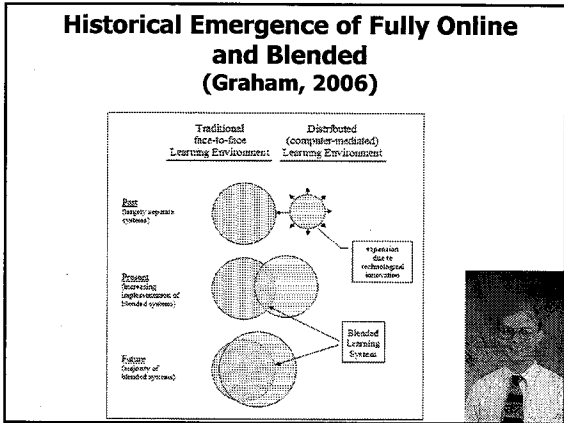 Historical Emergence of Fully Online
and Blended
(Graham, 2006)
Traditional
face-to-face
Learning Environment
Distributed
(computer-mediated)
Learning Environment
Past
(largely separate
systems)
expansion
due to
technological
innovation
Present
(increasing
implementation of
blended systems)
Blended
Learning
System
Future
(majority of
blended systems)